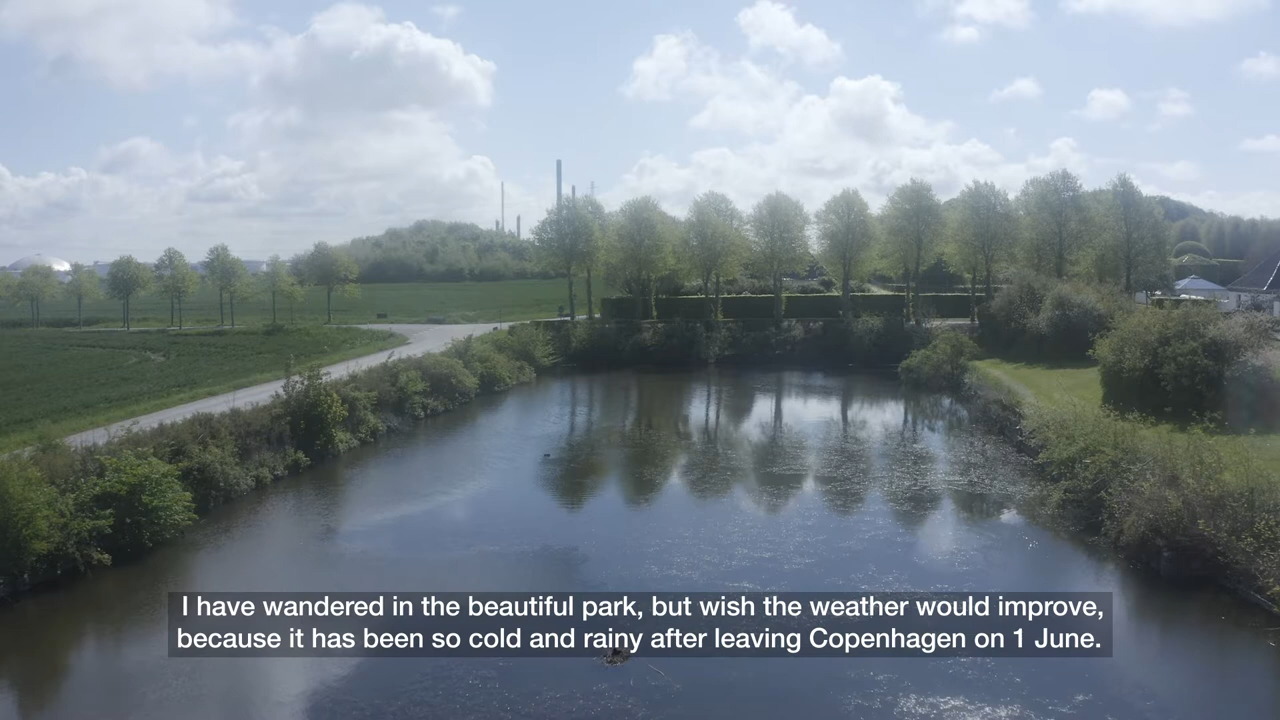 I have wandered in the beautiful park, but wish the weather would improve,
because it has been so cold and rainy after leaving Copenhagen on 1 June.